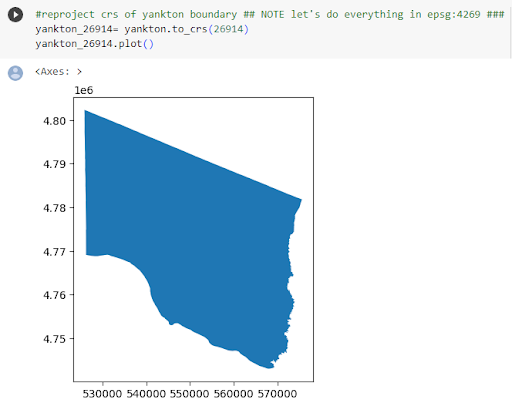 #reproject crs of yankton boundary ## NOTE let's do everything in epsg:4269 ###
yankton_26914= yankton.to_crs(26914)
yankton_26914.plot()
<Axes: >
1e6
4.80
4.79
4.78
4.77
4.76
4.75
530000 540000 550000 560000 570000